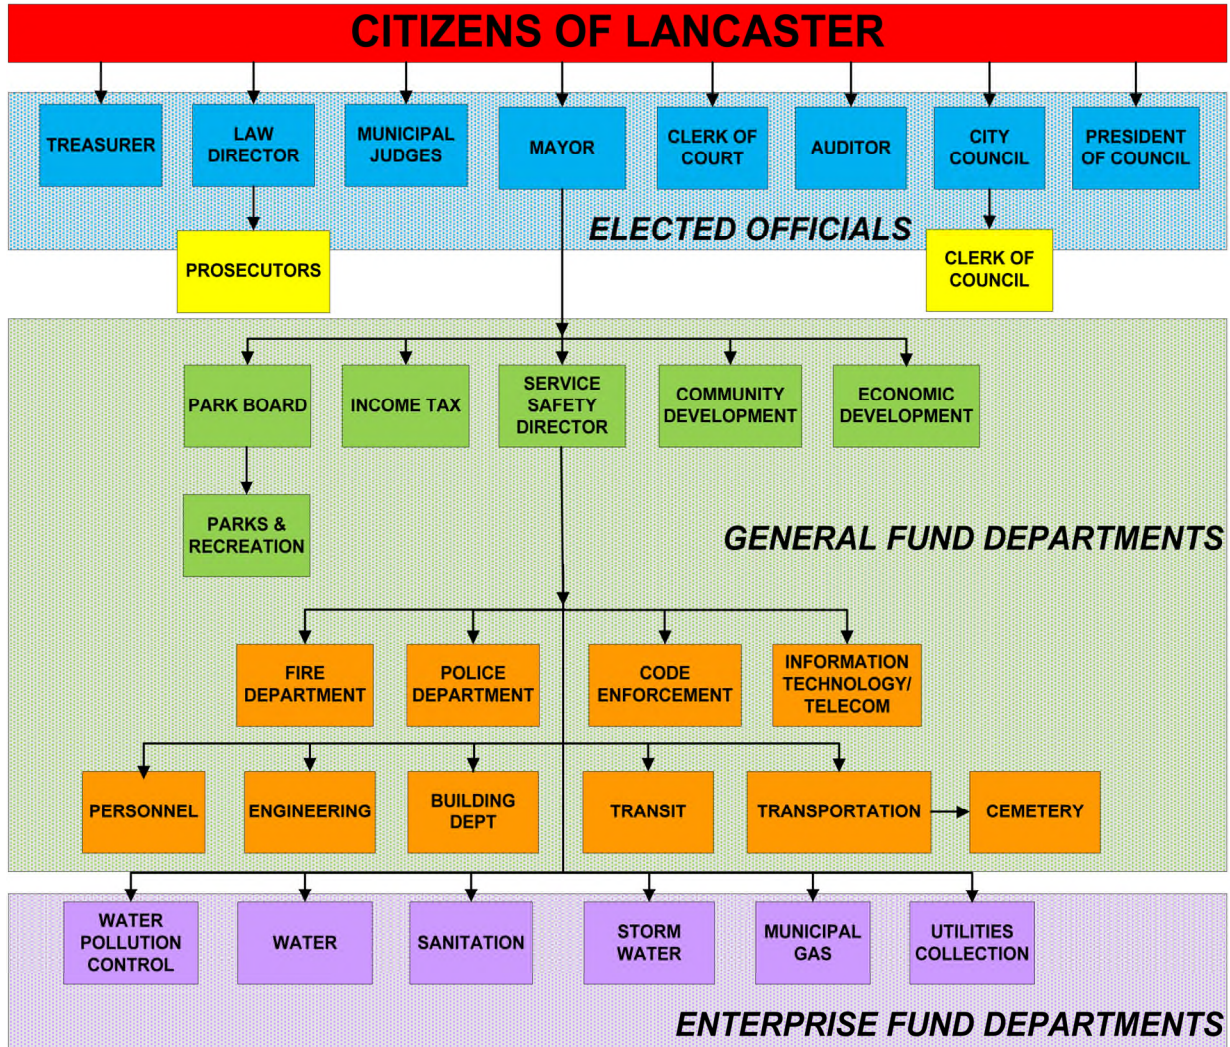 CITIZENS OF LANCASTER
TREASURER
LAW
DIRECTOR
MUNICIPAL
JUDGES
MAYOR
CLERK OF
COURT
AUDITOR
CITY
COUNCIL
PRESIDENT
OF COUNCIL
ELECTED OFFICIALS
PROSECUTORS
CLERK OF
COUNCIL
PARK BOARD
INCOME TAX
SERVICE
SAFETY
DIRECTOR
COMMUNITY
DEVELOPMENT
ECONOMIC
DEVELOPMENT
PARKS &
RECREATION
GENERAL FUND DEPARTMENTS
FIRE
DEPARTMENT
POLICE
DEPARTMENT
CODE
ENFORCEMENT
INFORMATION
TECHNOLOGY/
TELECOM
PERSONNEL
ENGINEERING
BUILDING
DEPT
TRANSIT
TRANSPORTATION
CEMETERY
WATER
POLLUTION
CONTROL
WATER
SANITATION
STORM
WATER
MUNICIPAL
GAS
UTILITIES
COLLECTION
ENTERPRISE FUND DEPARTMENTS